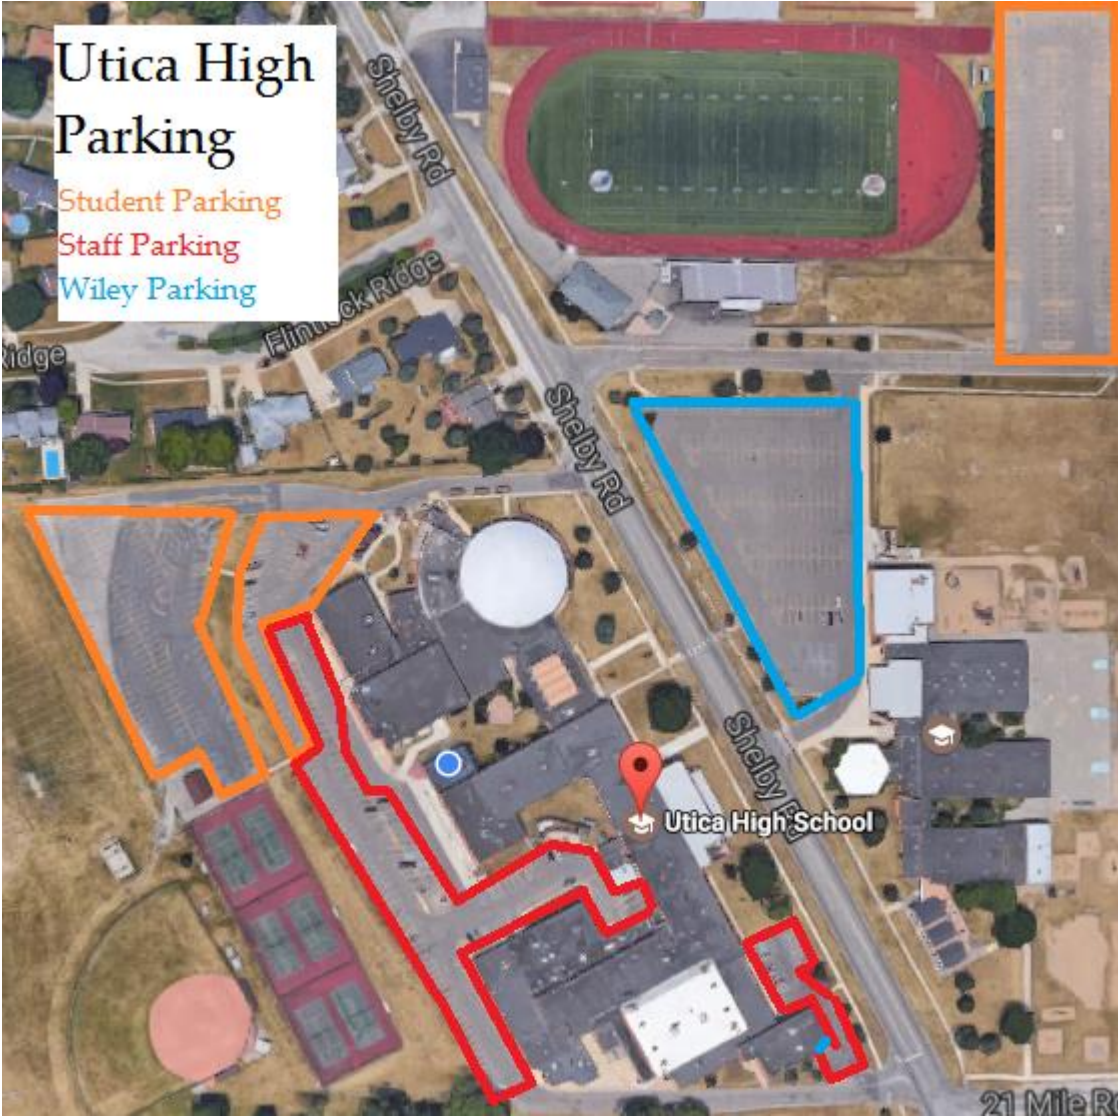 Utica High
Parking
Student Parking
Staff Parking
Wiley Parking
Shelby Rd
Flintlock Ridge
Ridge
Shelby Rd
Shelby Rd
Utica High School
21 Mile R